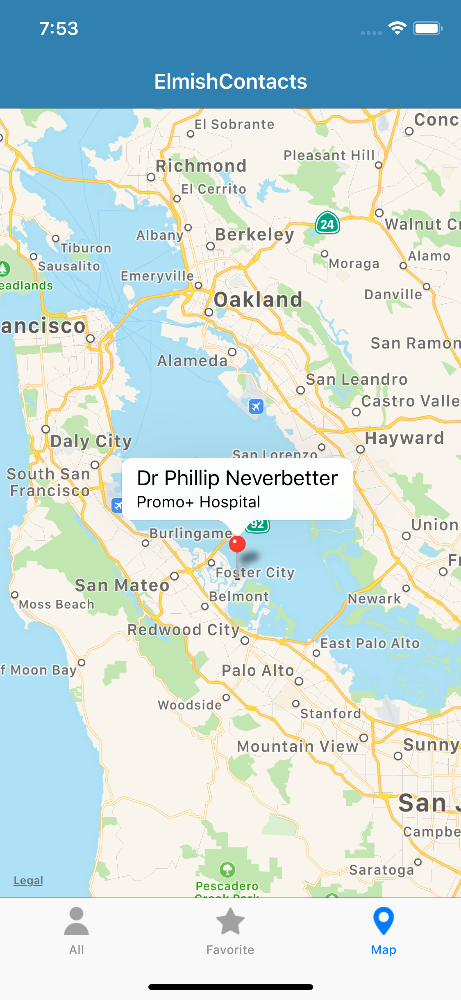 7:53
ElmishContacts
El Sobrante
Conc
Pleasant Hill
Richmond
El Cerrito
24
Walnut Cr
Albany
Berkeley
Tiburon
Alamo
Sausalito
Moraga
Emeryville
eadlands
Danville
Oakland
ancisco
San Ramon
Alameda
San Leandro
Castro Valle
Daly City
Hayward
San Lorenzo
South San
Francisco
Dr Phillip Neverbetter
Promo+ Hospital
92
Union
Burlingame
Fr
Foster City
San Mateo
Belmont
Newark
Moss Beach
Redwood City
East Palo Alto
f Moon Bay
Palo Alto
Woodside
Stanford
Mountain View
Sunny
San J
Campbe
Saratoga
Legal
Pescadero
Creek Park
All
Favorite
Map